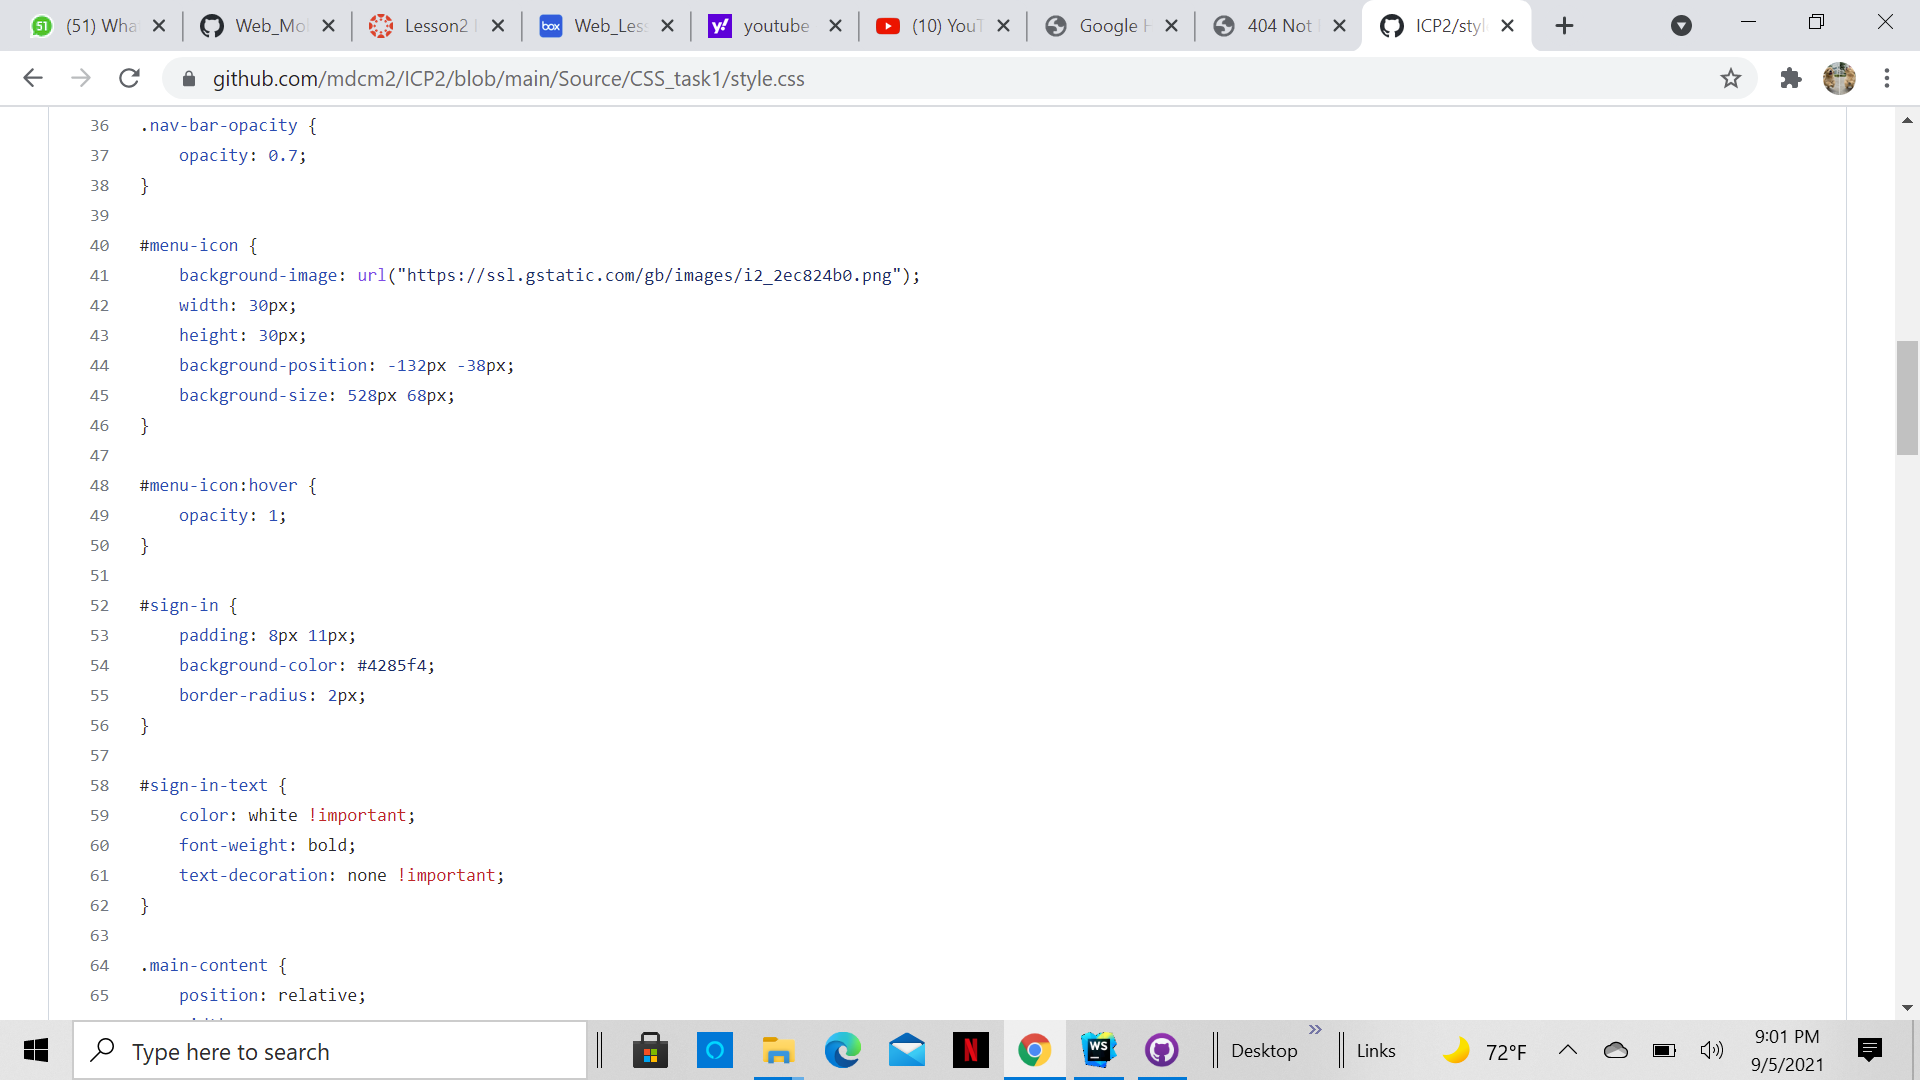 51 (51) Wha
Web_Mo
Lesson2
box Web_Les
y! youtube
(10) YouT
Google H
404 Not
ICP2/styl
github.com/mdcm2/ICP2/blob/main/Source/CSS_task1/style.css
36 .nav-bar-opacity {
37 opacity: 0.7;
38 }
39
40 #menu-icon {
41 background-image: url("https://ssl.gstatic.com/gb/images/i2_2ec824b0.png");
42 width: 30px;
43 height: 30px;
44 background-position: -132px -38px;
45 background-size: 528px 68px;
46 }
47
48 #menu-icon:hover {
49 opacity: 1;
50 }
51
52 #sign-in {
53 padding: 8px 11px;
54 background-color: #4285f4;
55 border-radius: 2px;
56 }
57
58 #sign-in-text {
59 color: white !important;
60 font-weight: bold;
61 text-decoration: none !important;
62 }
63
64 .main-content {
65 position: relative;
Type here to search
N
WS
Desktop
Links
72°F
9:01 PM
9/5/2021